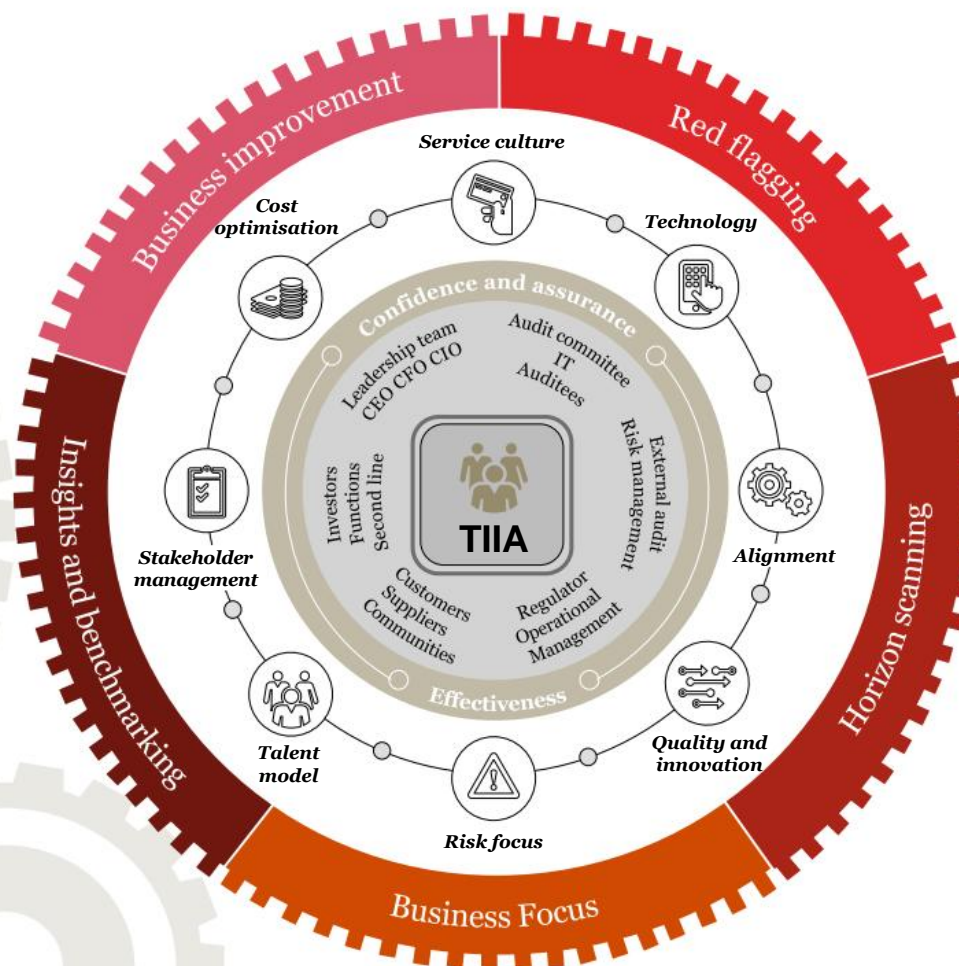 Business improvement
Red flagging
Service culture
Cost
optimisation
Technology
Confidence and assurance
Leadership team
CEO CFO CIO
Audit committee
IT
Auditees
Investors
Functions
Second line
External audit
Risk management
TIIA
Insights and benchmarking
Stakeholder
management
Alignment
Horizon scanning
Customers
Suppliers
Communities
Regulator
Operational
Management
Effectiveness
Talent
model
Quality and
innovation
Risk focus
Business Focus